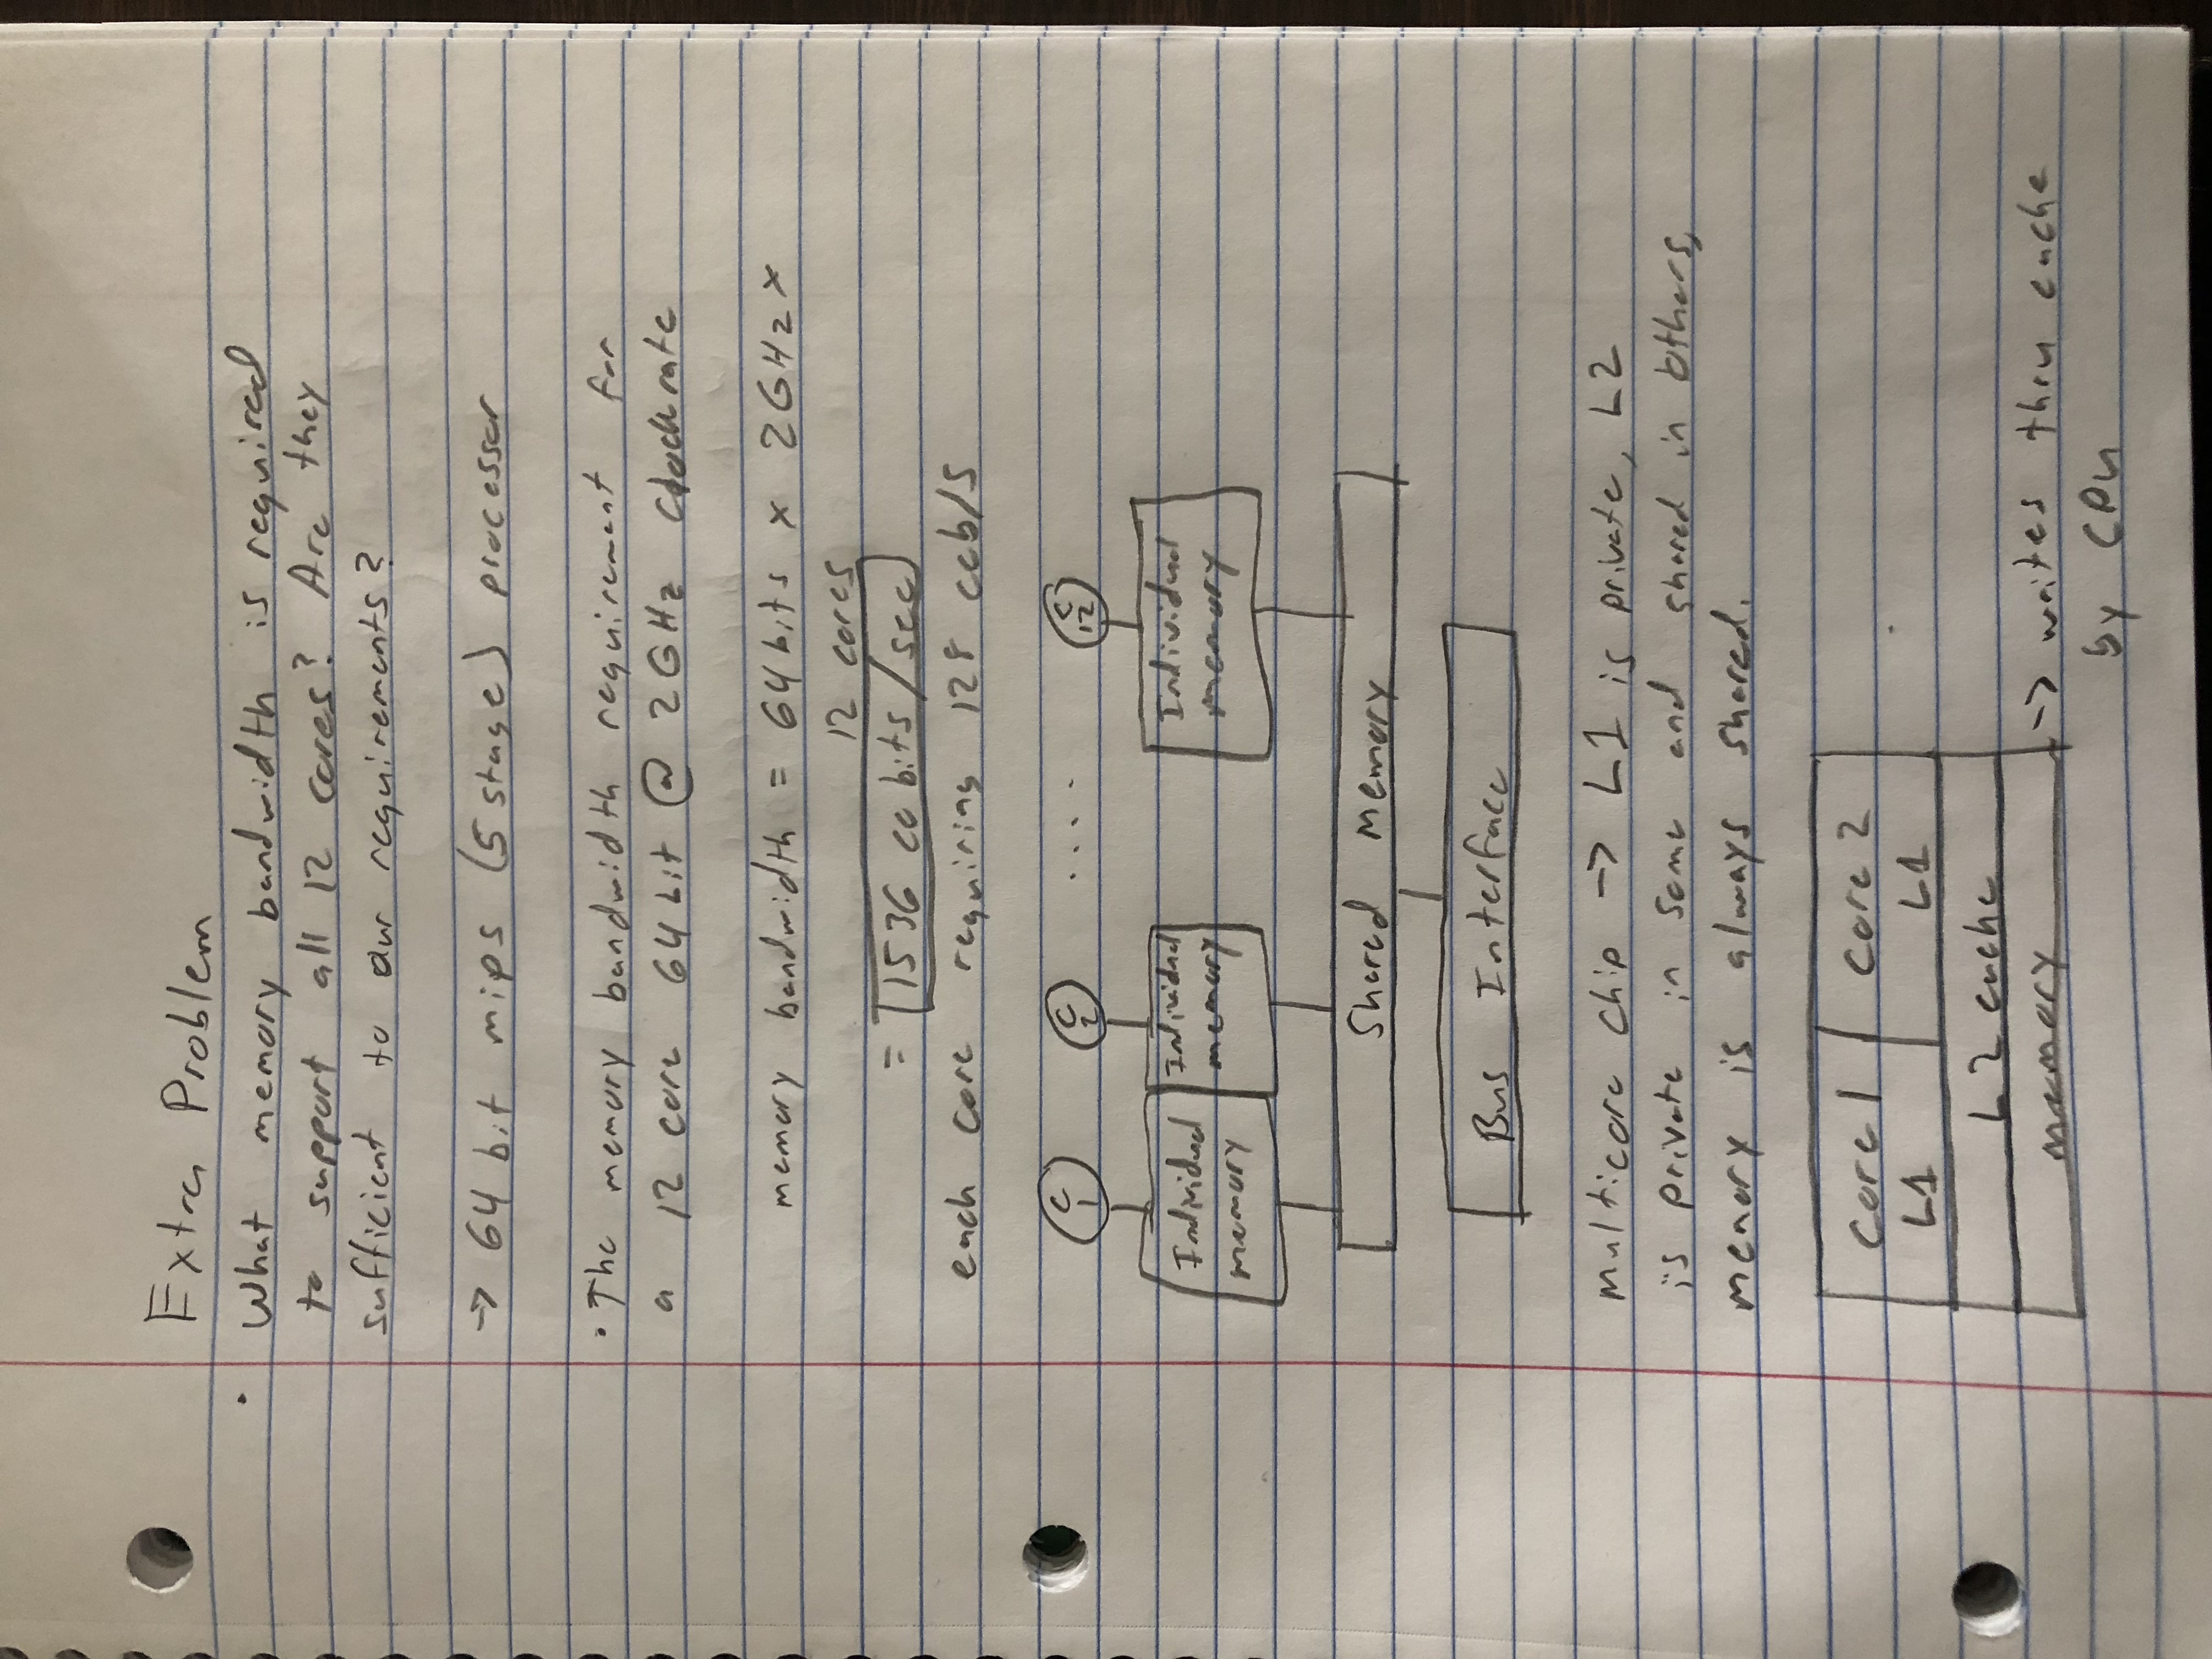 Extra Problem
· What memory bandwidth is required
to support all 12 cores? Are they
sufficient to our requirements?
→ 64 bit mips (5 stage) processor
· The memory bandwidth requirement for
a 12 core 64 bit @ 2GHz clockrate
memory bandwidth = 64 bits x 2GHz x
12 cores
= 1536 cc bits/sec
each core requiring 128 ccb/s
C 1
C 2
....
C 12
Individual memory
Individual memory
Individual memory
Shared Memory
Bus Interface
Multicore chip → L1 is private, L2
is private in some and shared in others,
memory is always shared.
Core 1
Core 2
L1
L1
L2 cache
memory
→ writes thru cache
by CPU